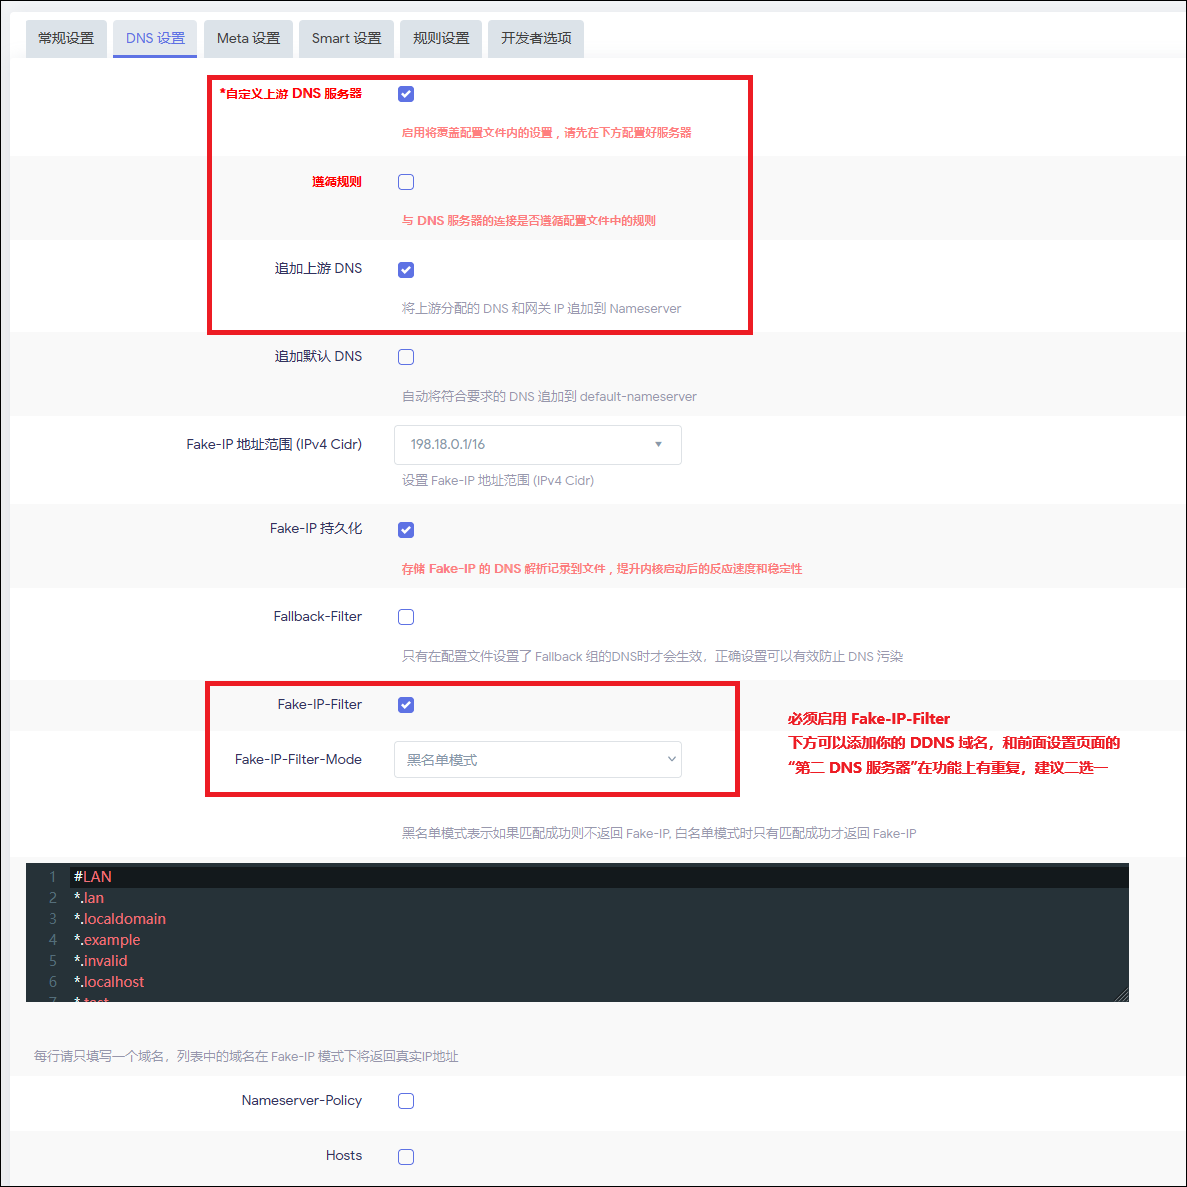 常规设置
DNS 设置
Meta 设置
Smart 设置
规则设置
开发者选项
*自定义上游 DNS 服务器
启用将覆盖配置文件内的设置，请先在下方配置好服务器
遵循规则
与 DNS 服务器的连接是否遵循配置文件中的规则
追加上游 DNS
将上游分配的 DNS 和网关 IP 追加到 Nameserver
追加默认 DNS
自动将符合要求的 DNS 追加到 default-nameserver
Fake-IP 地址范围 (IPv4 Cidr)
198.18.0.1/16
设置 Fake-IP 地址范围 (IPv4 Cidr)
Fake-IP 持久化
存储 Fake-IP 的 DNS 解析记录到文件，提升内核启动后的反应速度和稳定性
Fallback-Filter
只有在配置文件设置了 Fallback 组的DNS时才会生效，正确设置可以有效防止 DNS 污染
Fake-IP-Filter
必须启用 Fake-IP-Filter
下方可以添加你的 DDNS 域名，和前面设置页面的
“第二 DNS 服务器”在功能上有重复，建议二选一
Fake-IP-Filter-Mode
黑名单模式
黑名单模式表示如果匹配成功则不返回 Fake-IP, 白名单模式时只有匹配成功才返回 Fake-IP
1 #LAN
2 *.lan
3 *.localdomain
4 *.example
5 *.invalid
6 *.localhost
7 *.test
每行请只填写一个域名，列表中的域名在 Fake-IP 模式下将返回真实IP地址
Nameserver-Policy
Hosts